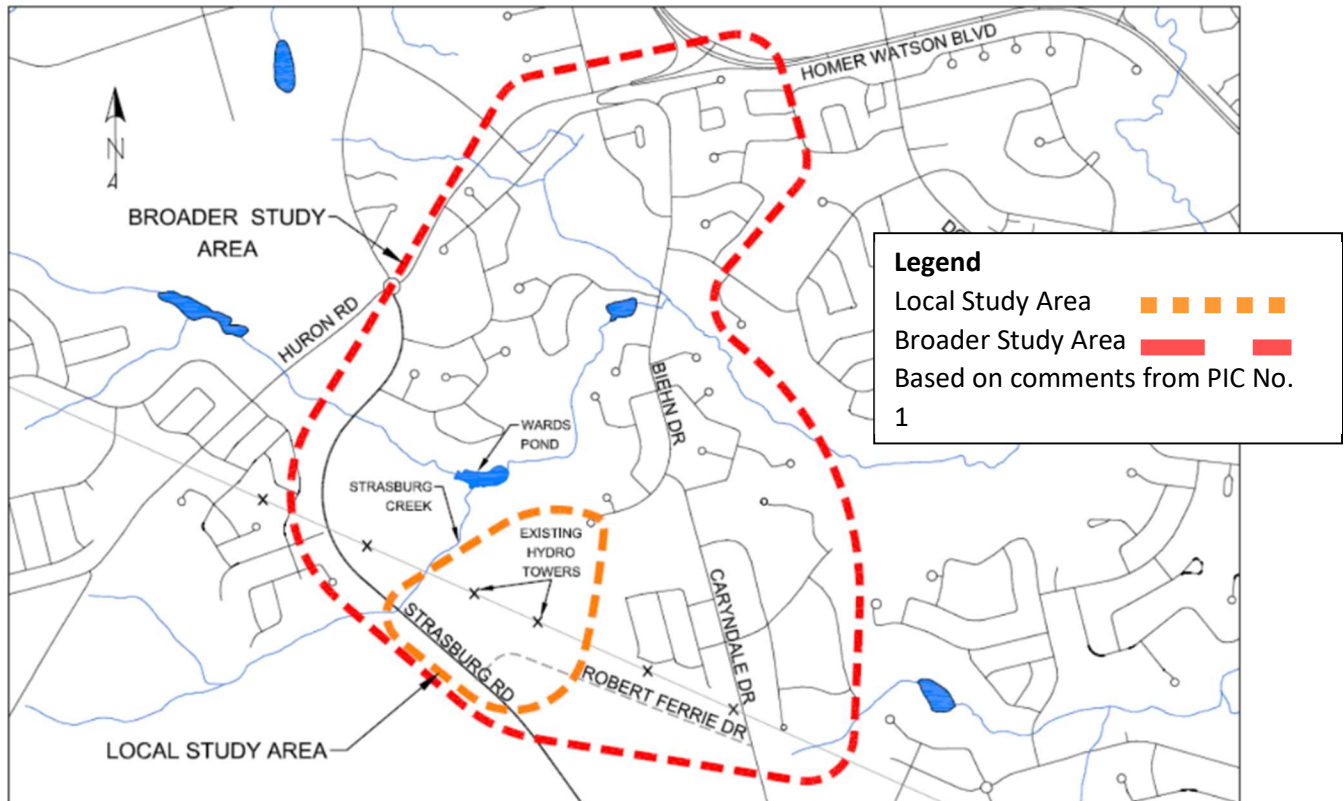 HOMER WATSON BLVD
N
BROADER STUDY
AREA
HURON RD
Legend
Local Study Area
Broader Study Area
Based on comments from PIC No.
1
BIEHN DR
WARDS
POND
STRASBURG
CREEK
EXISTING
HYDRO
TOWERS
CARYNDALE DR
STRASBURG RD
ROBERT FERRIE DR
LOCAL STUDY AREA